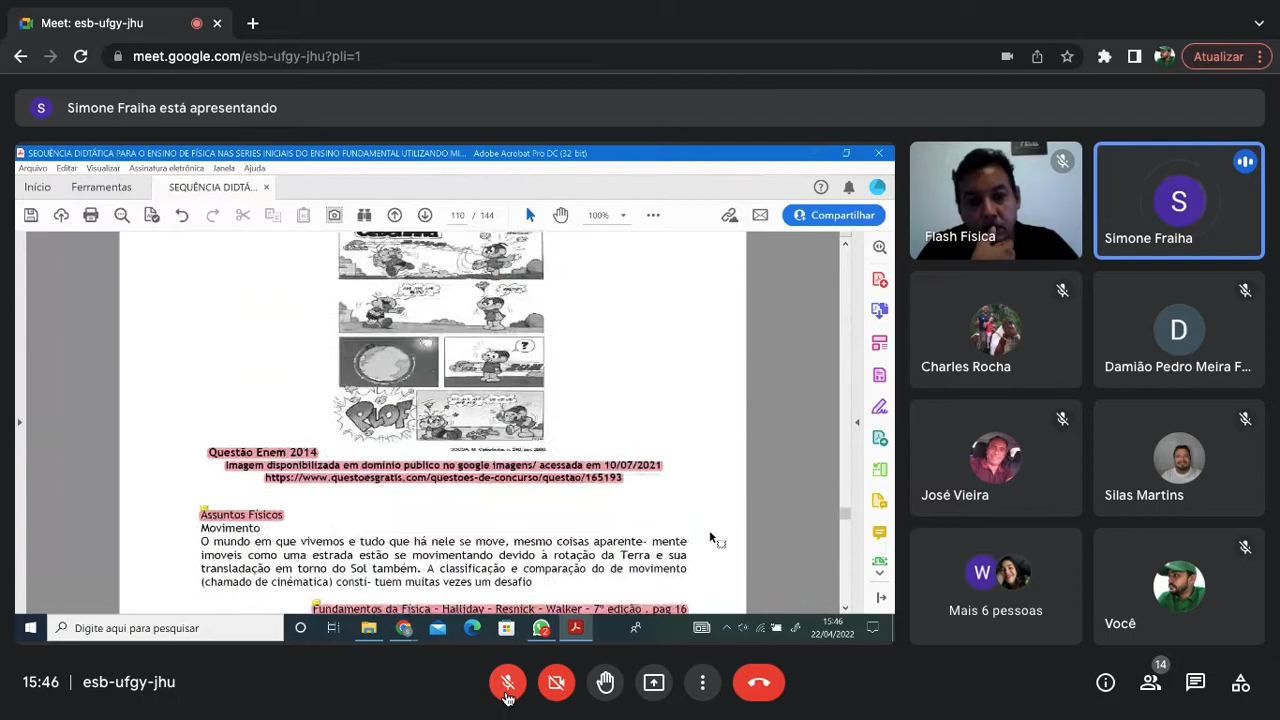 Meet: esb-ufgy-jhu
meet.google.com/esb-ufgy-jhu?pli=1
Atualizar
S
Simone Fraiha está apresentando
SEQUÊNCIA DIDTÁTICA PARA O ENSINO DE FÍSICA NAS SERIES INICIAIS DO ENSINO FUNDAMENTAL UTILIZANDO MI... - Adobe Acrobat Pro DC (32 bit)
Arquivo Editar Visualizar Assinatura eletrônica Janela Ajuda
Início Ferramentas SEQUÊNCIA DIDTÁ...
110 / 144 100% Compartilhar
?
PLOF
Questão Enem 2014
Imagem disponibilizada em domínio publico no google imagens/ acessada em 10/07/2021
https://www.questoesgratis.com/questoes-de-concurso/questao/165193
Assuntos Físicos
Movimento
O mundo em que vivemos e tudo que há nele se move, mesmo coisas aparente- mente
imoveis como uma estrada estão se movimentando devido à rotação da Terra e sua
transladação em torno do Sol também. A classificação e comparação do de movimento
(chamado de cinématica) consti- tuem muitas vezes um desafio
Fundamentos da Física - Halliday - Resnick - Walker - 7ª edição . pag 16
Digite aqui para pesquisar
15:46
22/04/2022
Flash Física
S
Simone Fraiha
Charles Rocha
D
Damião Pedro Meira F...
José Vieira
Silas Martins
W
Mais 6 pessoas
Você
15:46 | esb-ufgy-jhu
14